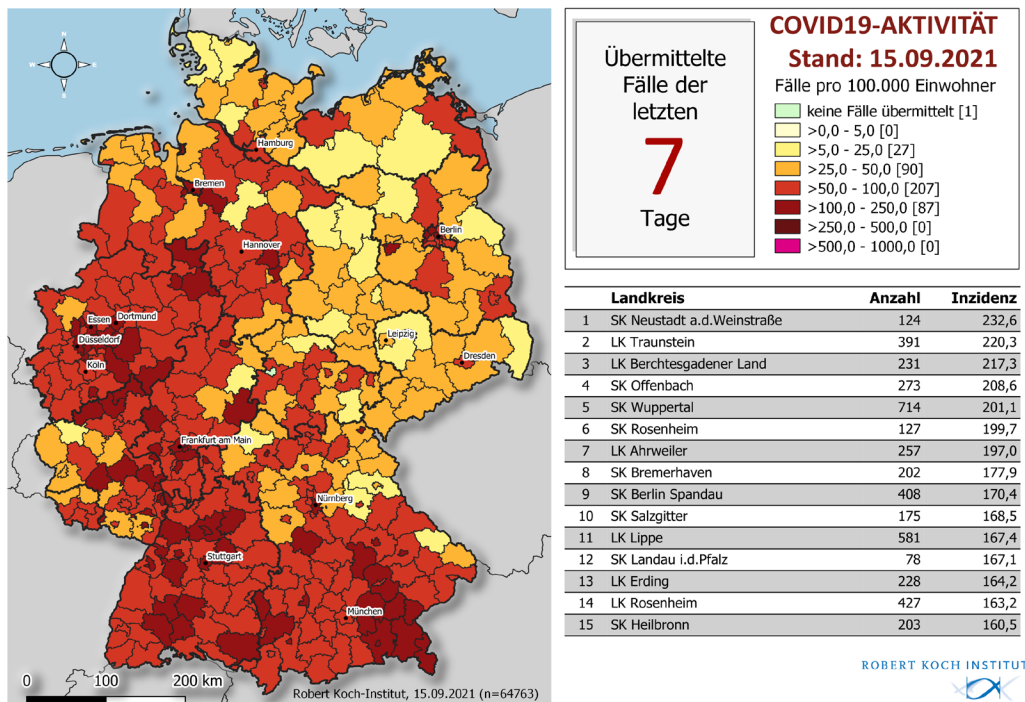 N
W
E
S
Hamburg
Bremen
Berlin
Hannover
Essen
Dortmund
Düsseldorf
Leipzig
Köln
Dresden
Frankfurt am Main
Nürnberg
Stuttgart
München
0 100 200 km
Robert Koch-Institut, 15.09.2021 (n=64763)
Übermittelte
Fälle der
letzten
7
Tage
COVID19-AKTIVITÄT
Stand: 15.09.2021
Fälle pro 100.000 Einwohner
keine Fälle übermittelt [1]
>0,0 - 5,0 [0]
>5,0 - 25,0 [27]
>25,0 - 50,0 [90]
>50,0 - 100,0 [207]
>100,0 - 250,0 [87]
>250,0 - 500,0 [0]
>500,0 - 1000,0 [0]
Landkreis Anzahl Inzidenz
1 SK Neustadt a.d.Weinstraße 124 232,6
2 LK Traunstein 391 220,3
3 LK Berchtesgadener Land 231 217,3
4 SK Offenbach 273 208,6
5 SK Wuppertal 714 201,1
6 SK Rosenheim 127 199,7
7 LK Ahrweiler 257 197,0
8 SK Bremerhaven 202 177,9
9 SK Berlin Spandau 408 170,4
10 SK Salzgitter 175 168,5
11 LK Lippe 581 167,4
12 SK Landau i.d.Pfalz 78 167,1
13 LK Erding 228 164,2
14 LK Rosenheim 427 163,2
15 SK Heilbronn 203 160,5
ROBERT KOCH INSTITUT